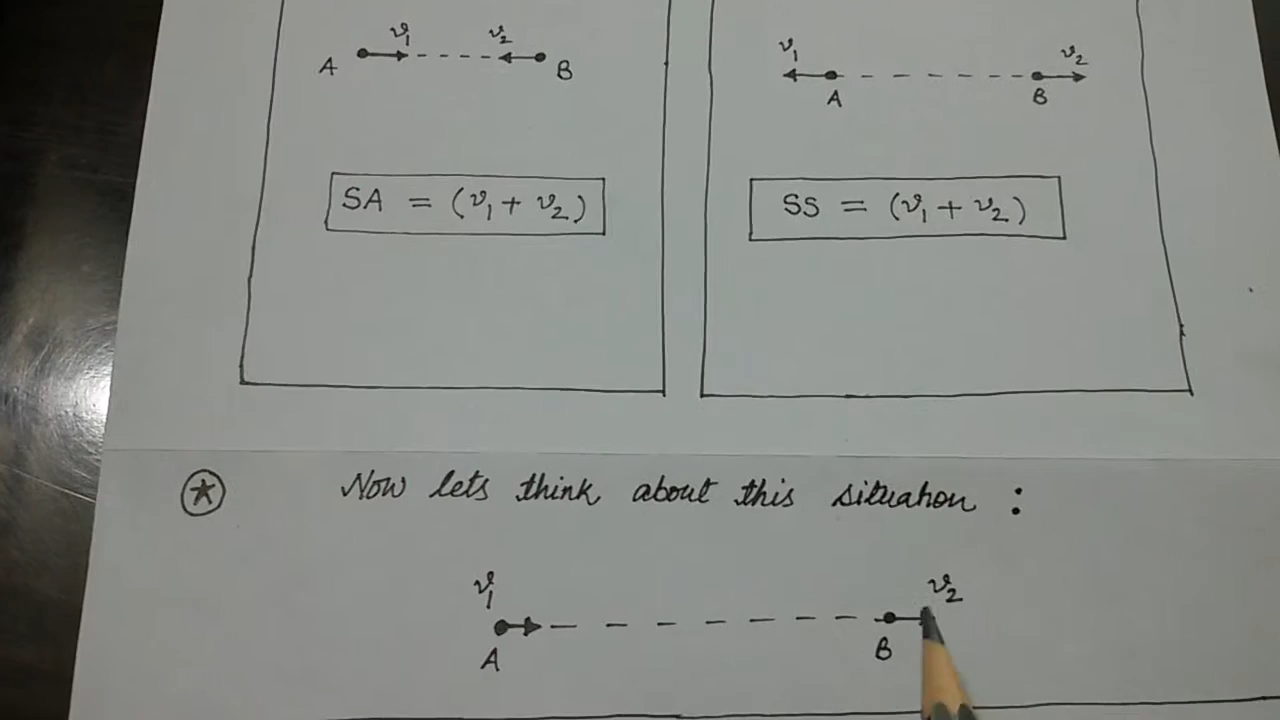 v₁ v₂
A B
SA = (v₁ + v₂)
v₁ v₂
A B
SS = (v₁ + v₂)
Now lets think about this situation :
v₁ v₂
A B